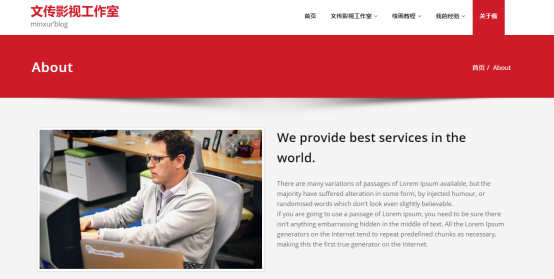 文传影视工作室
minxur'blog
首页 文传影视工作室 绘画教程 我的经验 关于俺
About
首页 / About
We provide best services in the
world.
There are many variations of passages of Lorem Ipsum available, but the
majority have suffered alteration in some form, by injected humour, or
randomised words which don't look even slightly believable.
If you are going to use a passage of Lorem Ipsum, you need to be sure there
isn't anything embarrassing hidden in the middle of text. All the Lorem Ipsum
generators on the Internet tend to repeat predefined chunks as necessary,
making this the first true generator on the Internet.